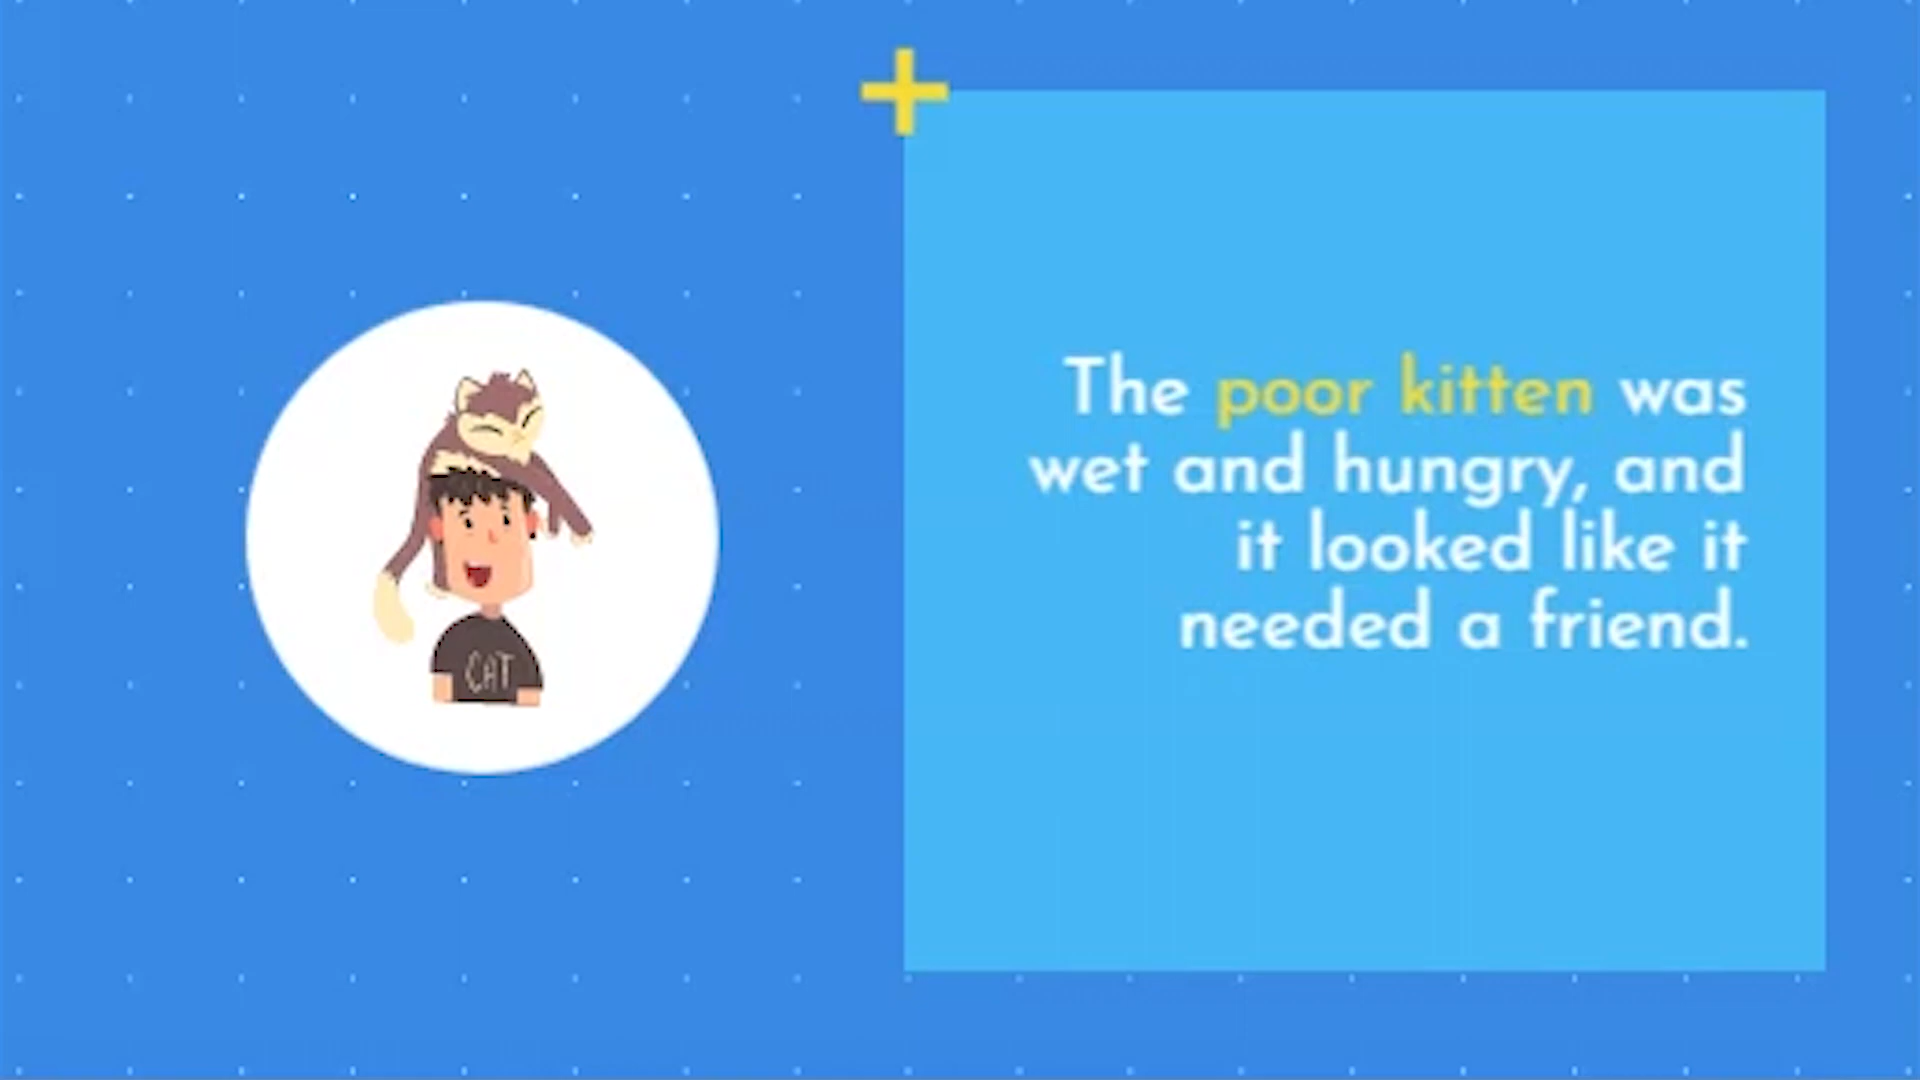 CAT
The poor kitten was
wet and hungry, and
it looked like it
needed a friend.